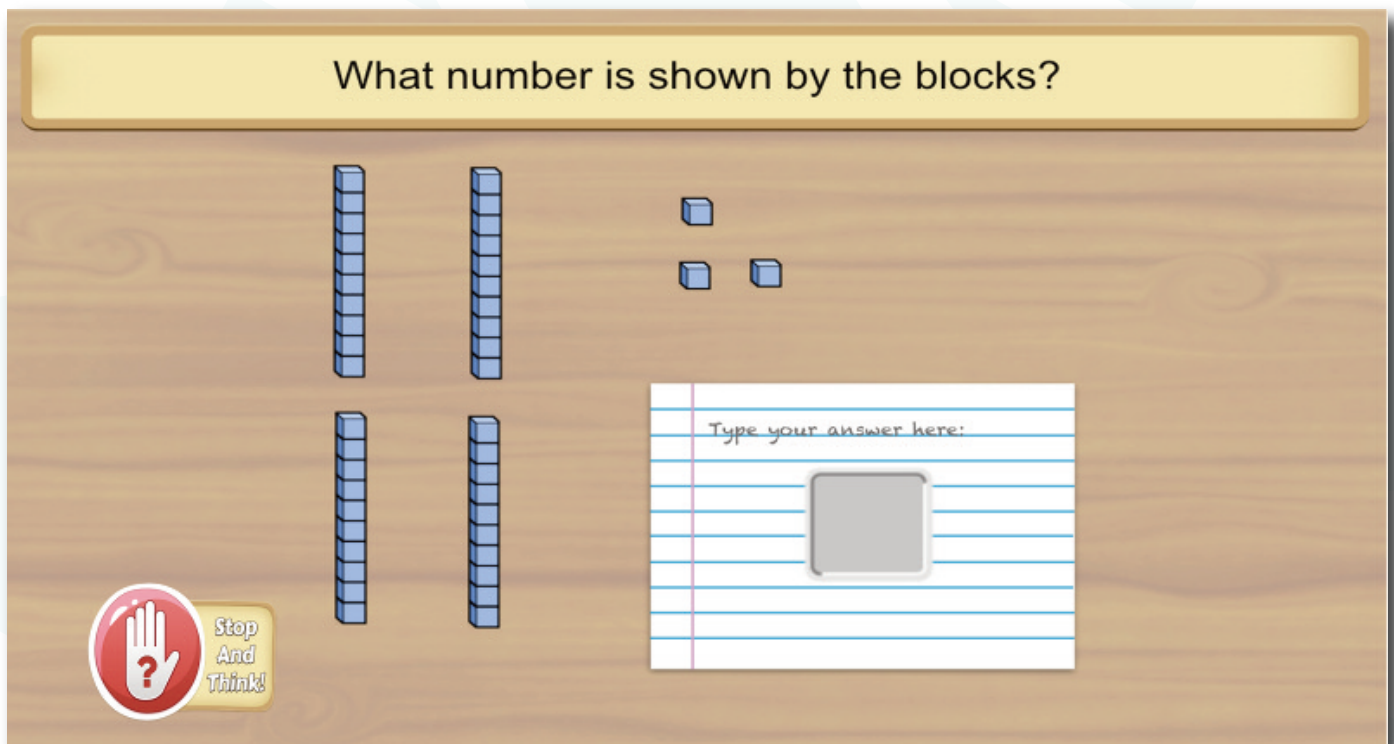 What number is shown by the blocks?
Type your answer here:
?
Stop
And
Think!